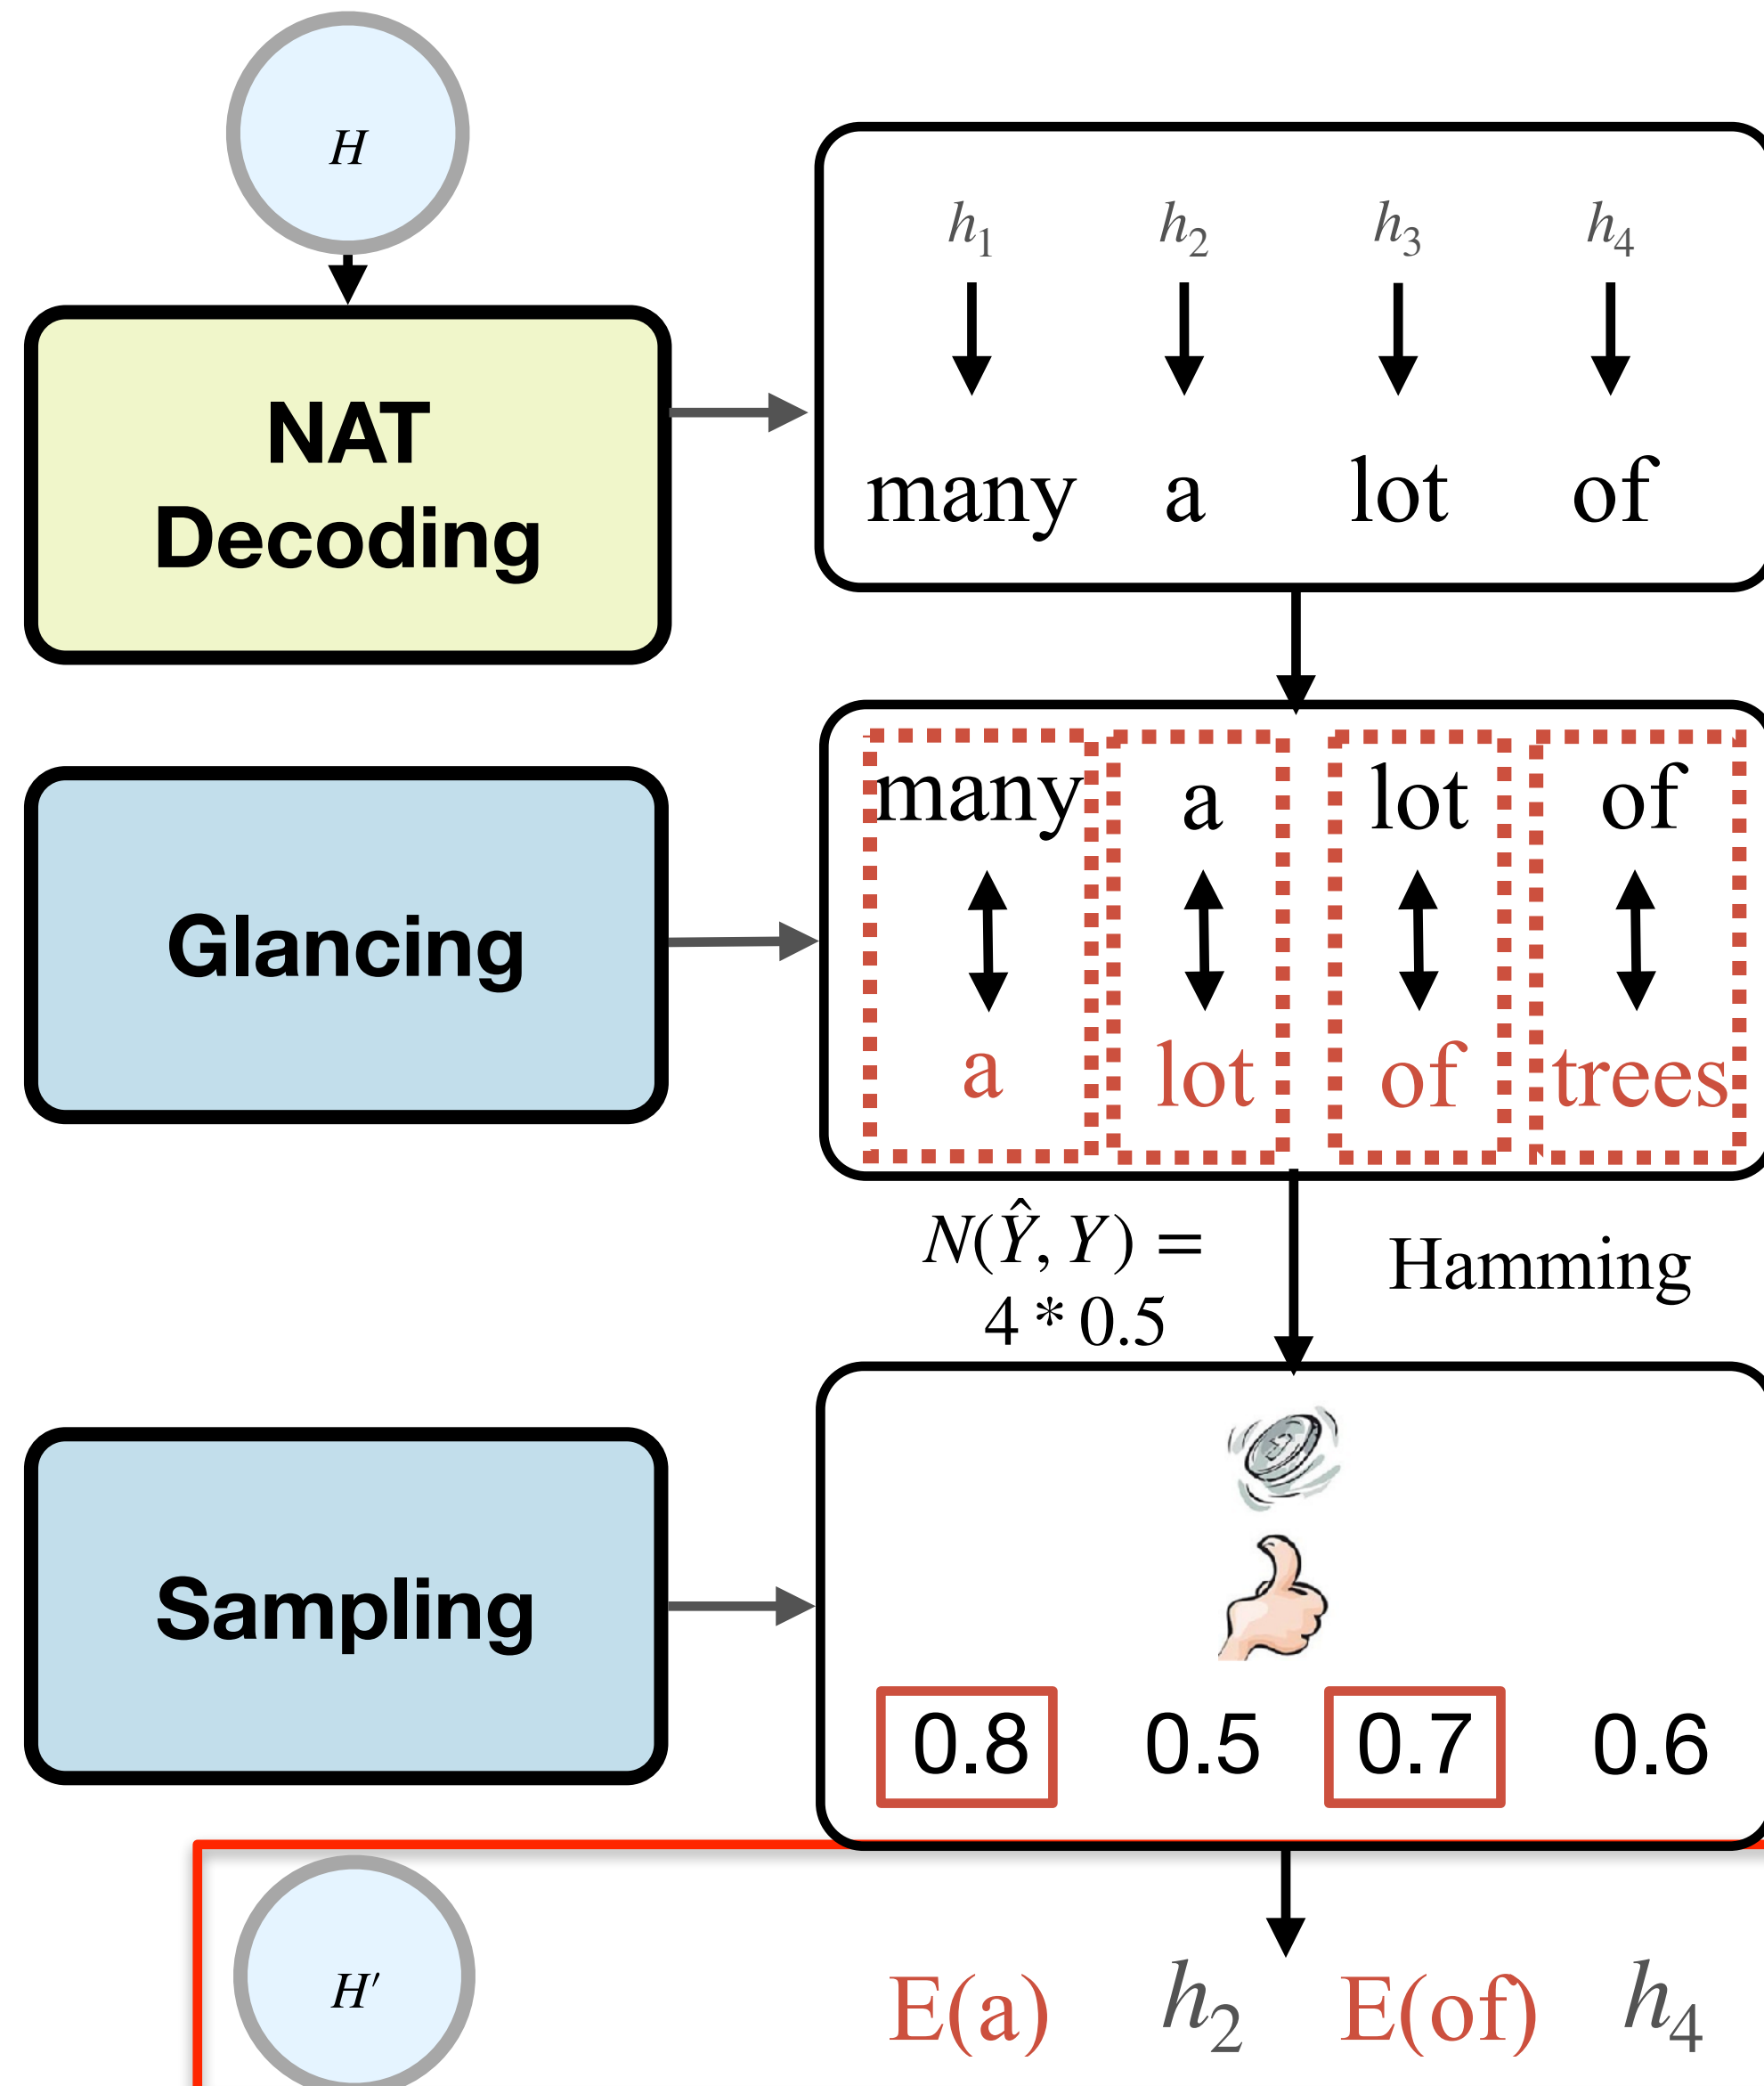 H
h₁ h₂ h₃ h₄
NAT
Decoding
many a lot of
many a lot of
Glancing
a lot of trees
N(Ŷ, Y) =
4 * 0.5
Hamming
Sampling
0.8 0.5 0.7 0.6
H′
E(a) h₂ E(of) h₄